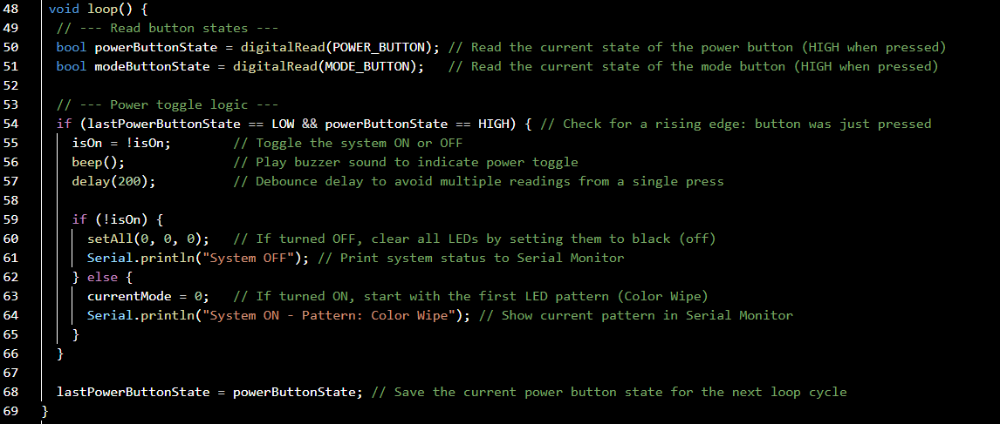 48 void loop() {
49 // --- Read button states ---
50 bool powerButtonState = digitalRead(POWER_BUTTON); // Read the current state of the power button (HIGH when pressed)
51 bool modeButtonState = digitalRead(MODE_BUTTON); // Read the current state of the mode button (HIGH when pressed)
52
53 // --- Power toggle logic ---
54 if (lastPowerButtonState == LOW && powerButtonState == HIGH) { // Check for a rising edge: button was just pressed
55 isOn = !isOn; // Toggle the system ON or OFF
56 beep(); // Play buzzer sound to indicate power toggle
57 delay(200); // Debounce delay to avoid multiple readings from a single press
58
59 if (!isOn) {
60 setAll(0, 0, 0); // If turned OFF, clear all LEDs by setting them to black (off)
61 Serial.println("System OFF"); // Print system status to Serial Monitor
62 } else {
63 currentMode = 0; // If turned ON, start with the first LED pattern (Color Wipe)
64 Serial.println("System ON - Pattern: Color Wipe"); // Show current pattern in Serial Monitor
65 }
66 }
67
68 lastPowerButtonState = powerButtonState; // Save the current power button state for the next loop cycle
69 }